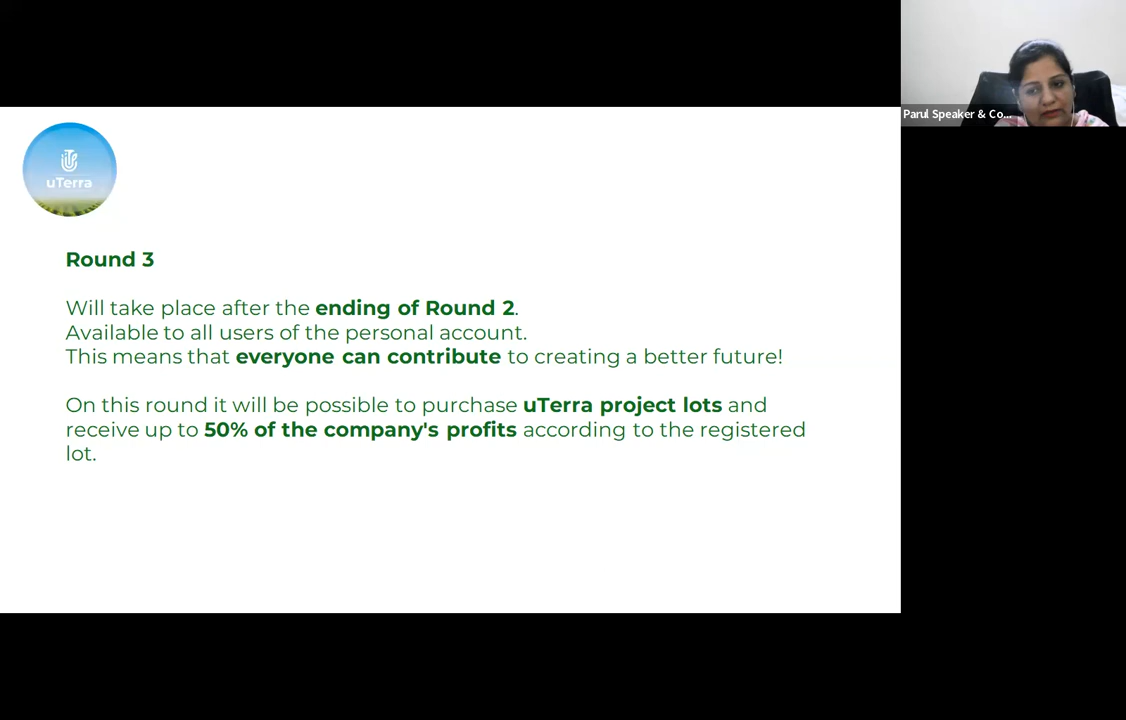 Parul Speaker & Co...
uTerra
Round 3
Will take place after the ending of Round 2.
Available to all users of the personal account.
This means that everyone can contribute to creating a better future!
On this round it will be possible to purchase uTerra project lots and
receive up to 50% of the company's profits according to the registered
lot.